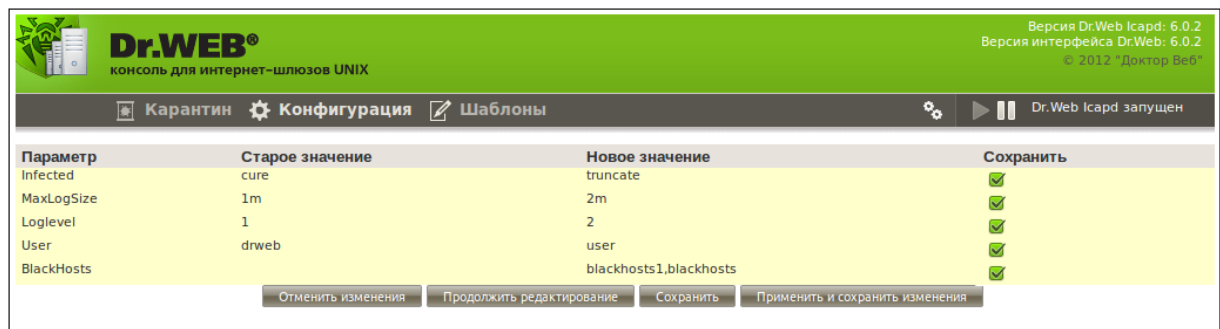 Версия Dr.Web Icapd: 6.0.2
Версия интерфейса Dr.Web: 6.0.2
© 2012 "Доктор Веб"
Dr.WEB®
консоль для интернет-шлюзов UNIX
Карантин Конфигурация Шаблоны Dr.Web Icapd запущен
Параметр Старое значение Новое значение Сохранить
Infected cure truncate
MaxLogSize 1m 2m
Loglevel 1 2
User drweb user
BlackHosts blackhosts1,blackhosts
Отменить изменения Продолжить редактирование Сохранить Применить и сохранить изменения